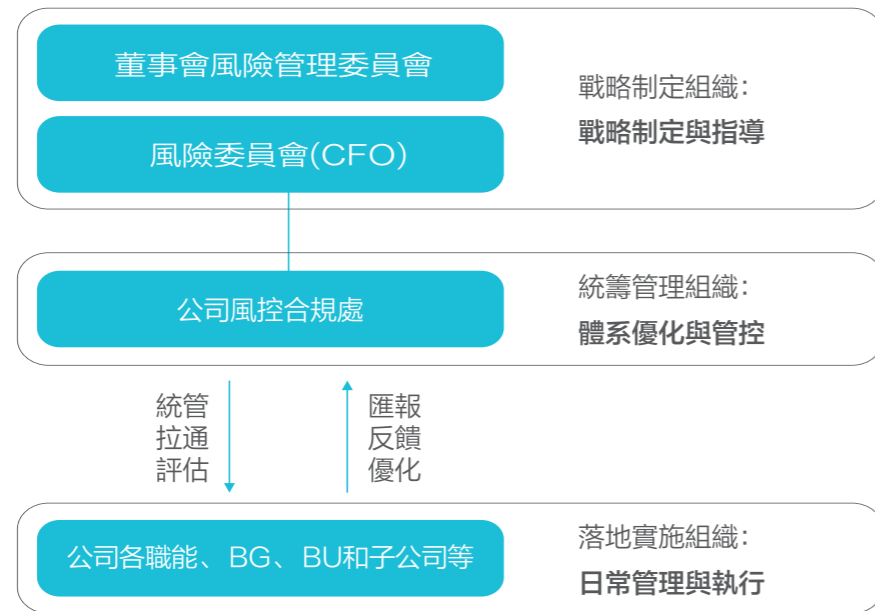 董事會風險管理委員會
風險委員會(CFO)
戰略制定組織：
戰略制定與指導
公司風控合規處
統籌管理組織：
體系優化與管控
統管
拉通
評估
匯報
反饋
優化
公司各職能、BG、BU和子公司等
落地實施組織：
日常管理與執行